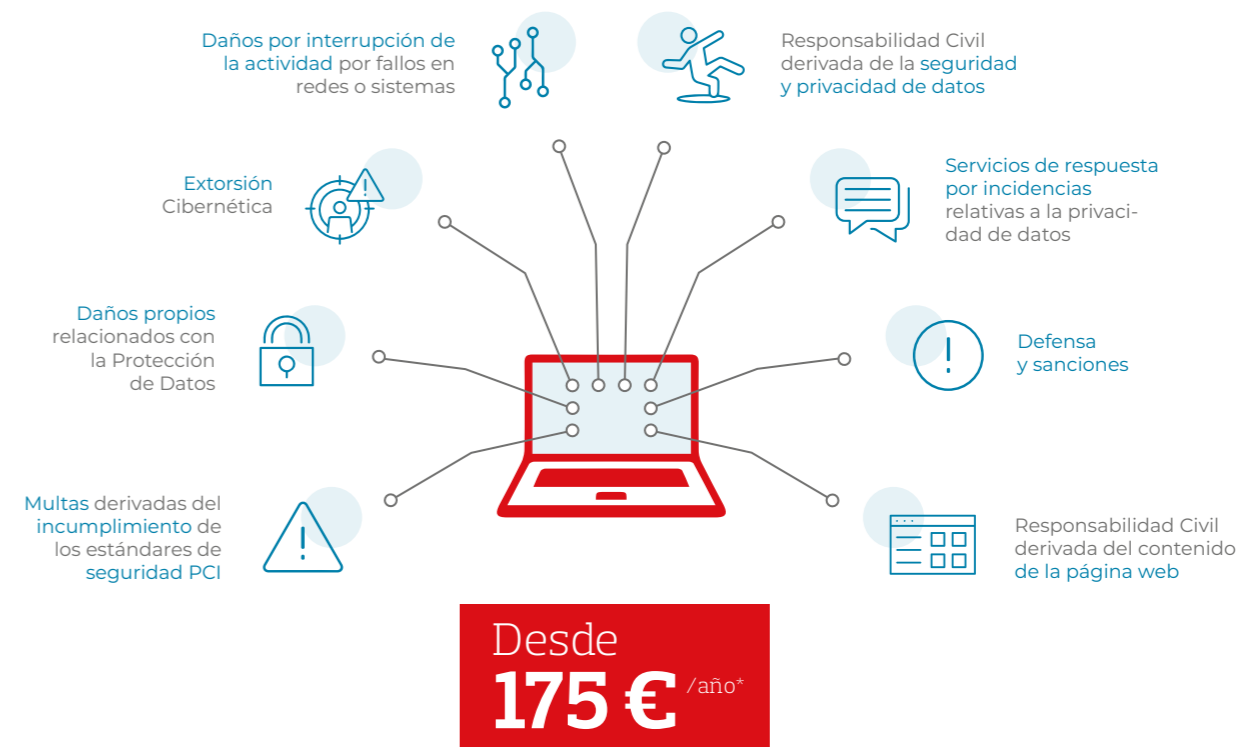 Daños por interrupción de
la actividad por fallos en
redes o sistemas
Responsabilidad Civil
derivada de la seguridad
y privacidad de datos
Extorsión
Cibernética
Servicios de respuesta
por incidencias
relativas a la privaci-
dad de datos
Daños propios
relacionados con
la Protección
de Datos
Defensa
y sanciones
Multas derivadas del
incumplimiento de
los estándares de
seguridad PCI
Responsabilidad Civil
derivada del contenido
de la página web
Desde
175 € /año*